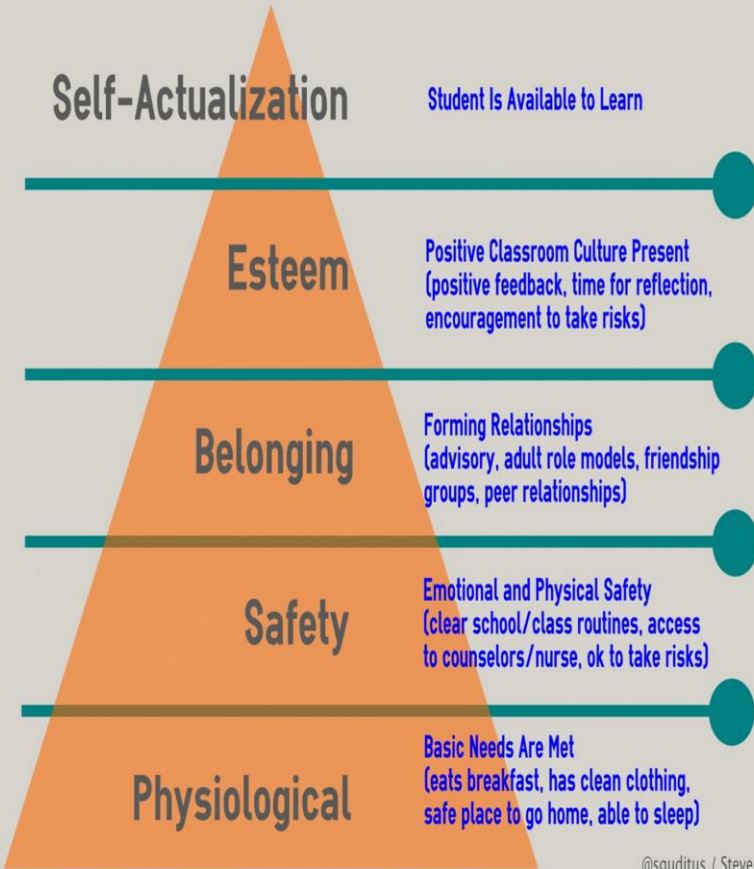 Self-Actualization
Student Is Available to Learn
Esteem
Positive Classroom Culture Present
(positive feedback, time for reflection,
encouragement to take risks)
Belonging
Forming Relationships
(advisory, adult role models, friendship
groups, peer relationships)
Safety
Emotional and Physical Safety
(clear school/class routines, access
to counselors/nurse, ok to take risks)
Physiological
Basic Needs Are Met
(eats breakfast, has clean clothing,
safe place to go home, able to sleep)
@sguditus / Steve